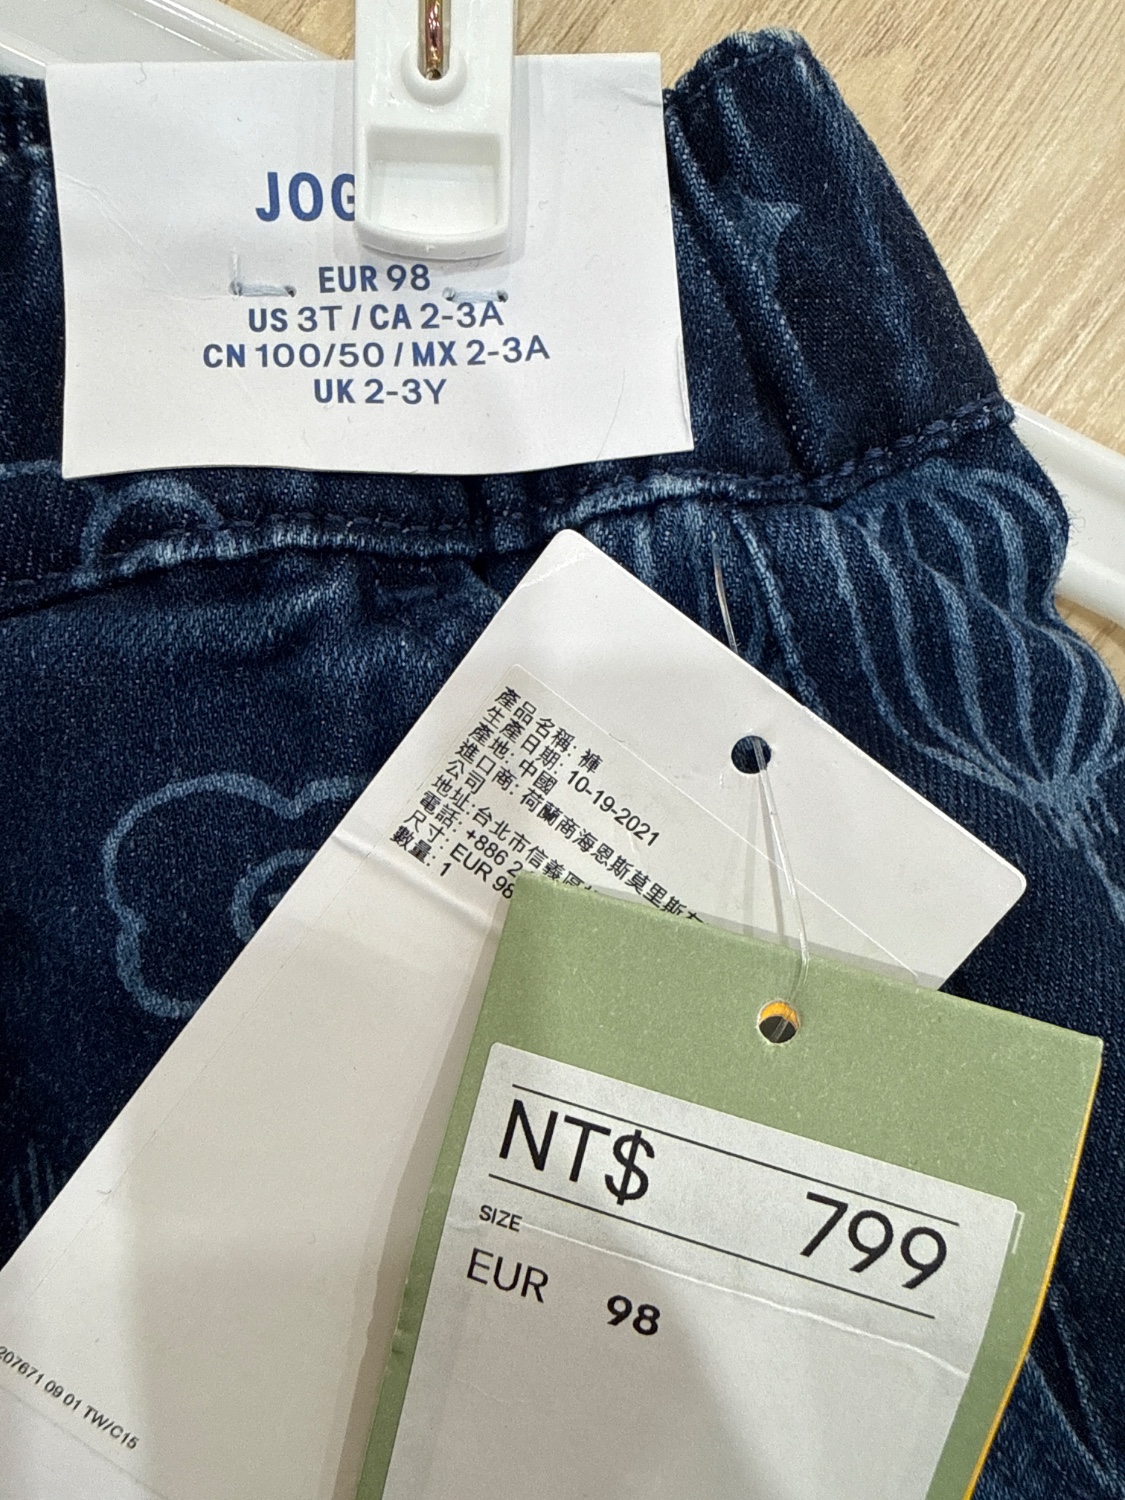 JOG
EUR 98
US 3T / CA 2-3A
CN 100/50 / MX 2-3A
UK 2-3Y
產品名稱: 褲
生產日期: 10-19-2021
產地: 中國
進口商: 荷蘭商海恩斯莫里斯
公司
地址: 台北市信義區
電話: +886 2
尺寸: EUR 98
數量: 1
NT$ 799
SIZE
EUR 98
207671 09 01 TW/C15